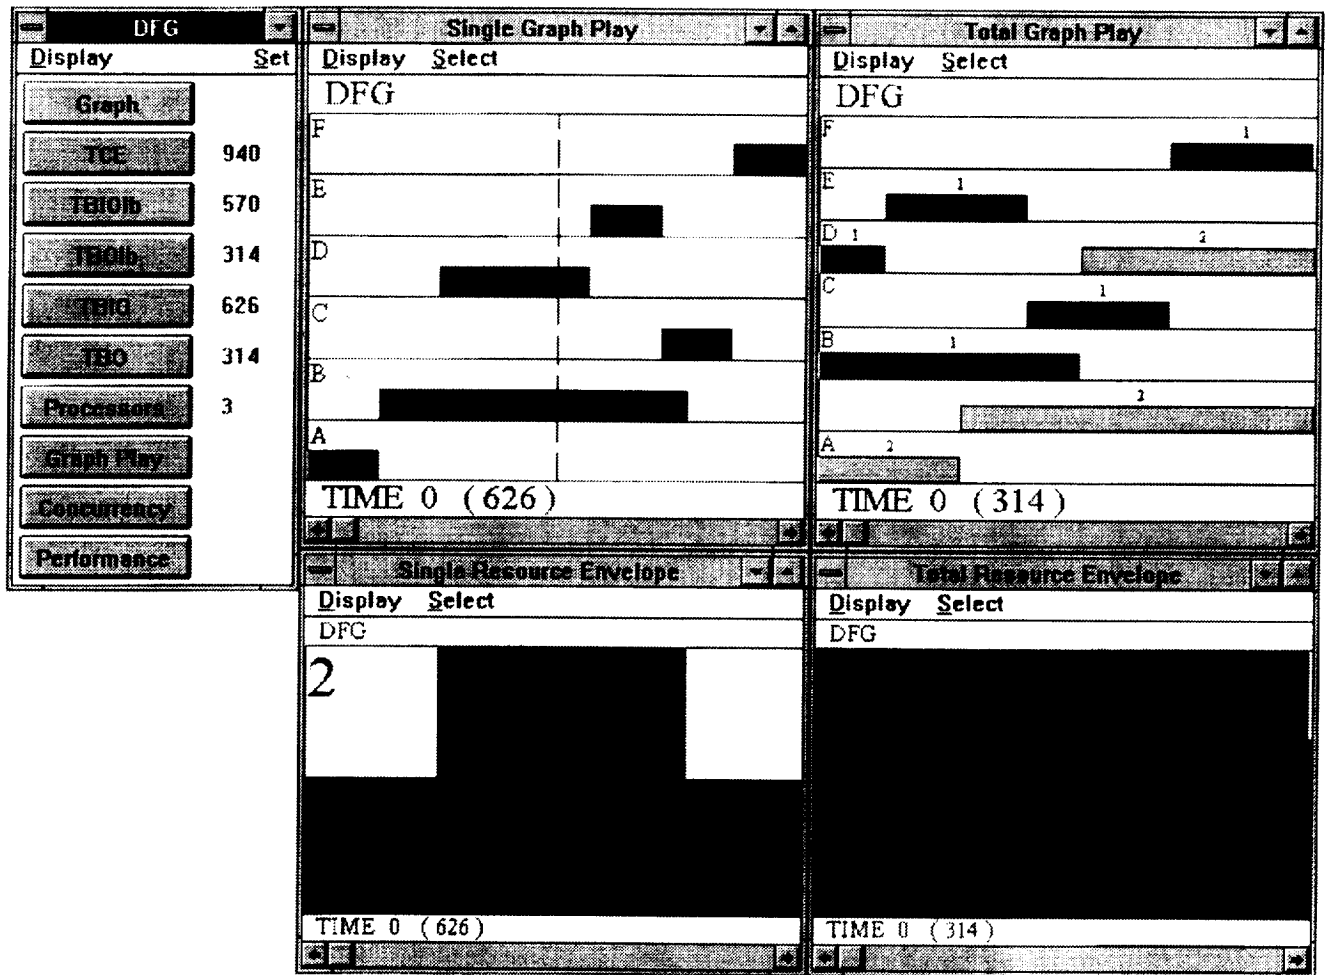 DFG
Display Set
Graph
TCE 940
TBIOlb 570
TBOlb 314
TBIO 626
TBO 314
Processors 3
Graph Play
Concurrency
Performance
Single Graph Play
Display Select
DFG
F
E
D
C
B
A
TIME 0 (626)
Total Graph Play
Display Select
DFG
F 1
E 1
D 1 2
C 1
B 1
2
A 2
TIME 0 (314)
Single Resource Envelope
Display Select
DFG
2
TIME 0 (626)
Total Resource Envelope
Display Select
DFG
TIME 0 (314)